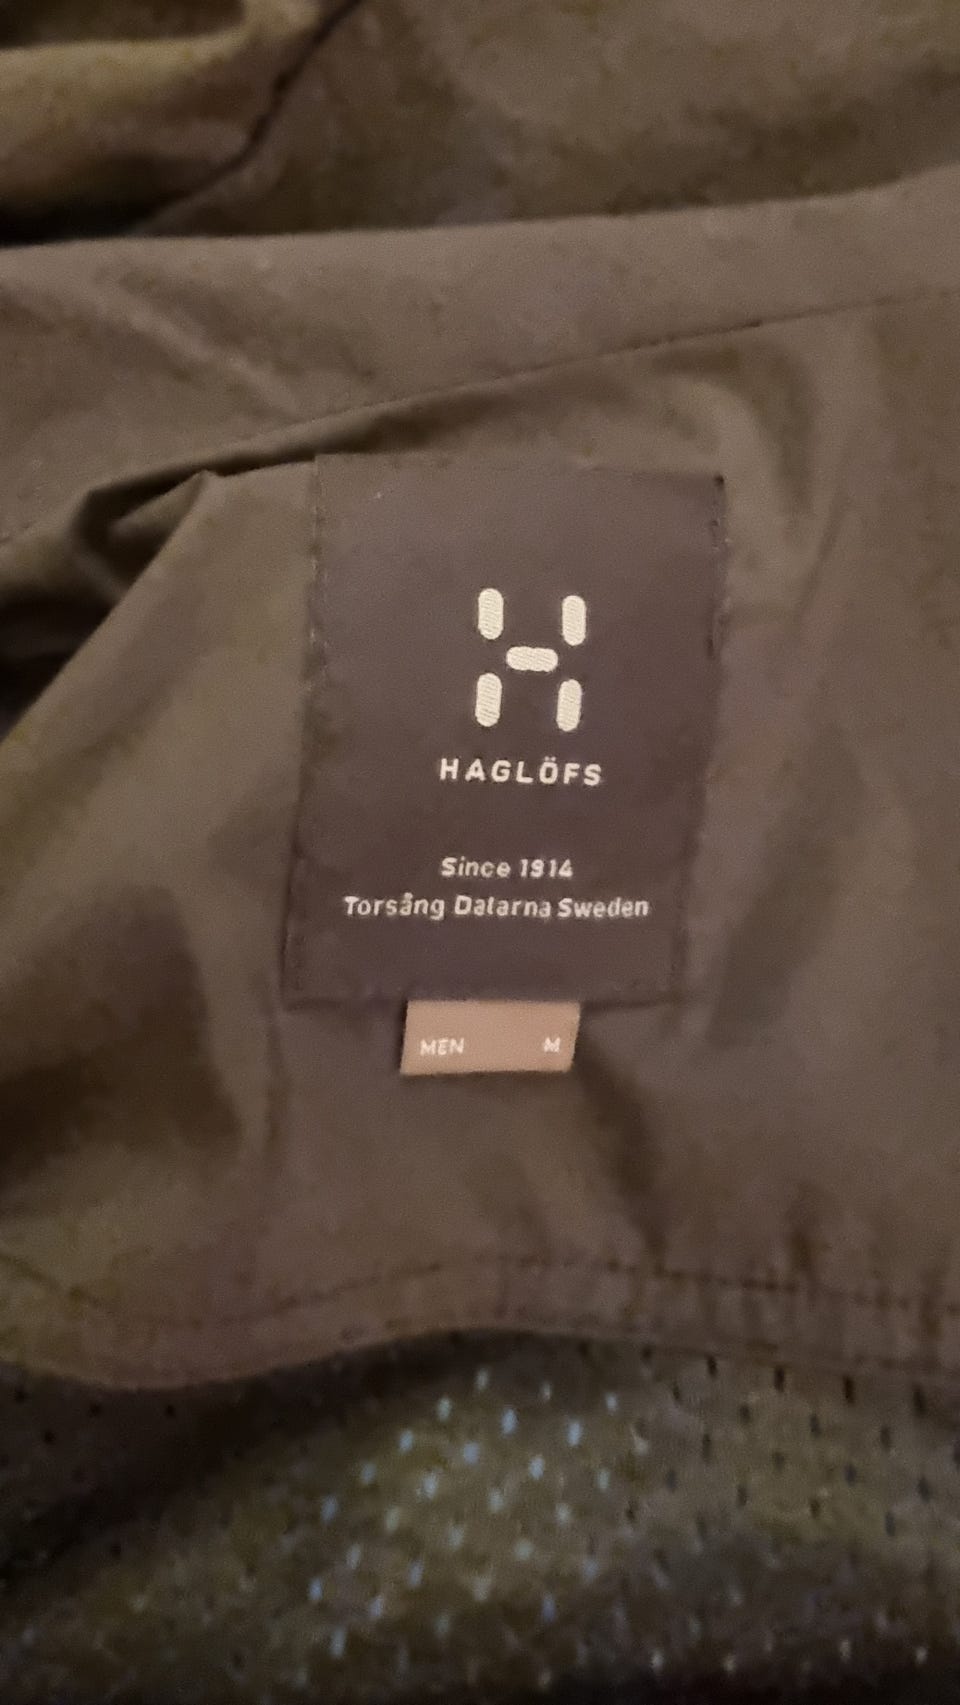 HAGLÖFS
Since 1914
Torsång Dalarna Sweden
MEN M